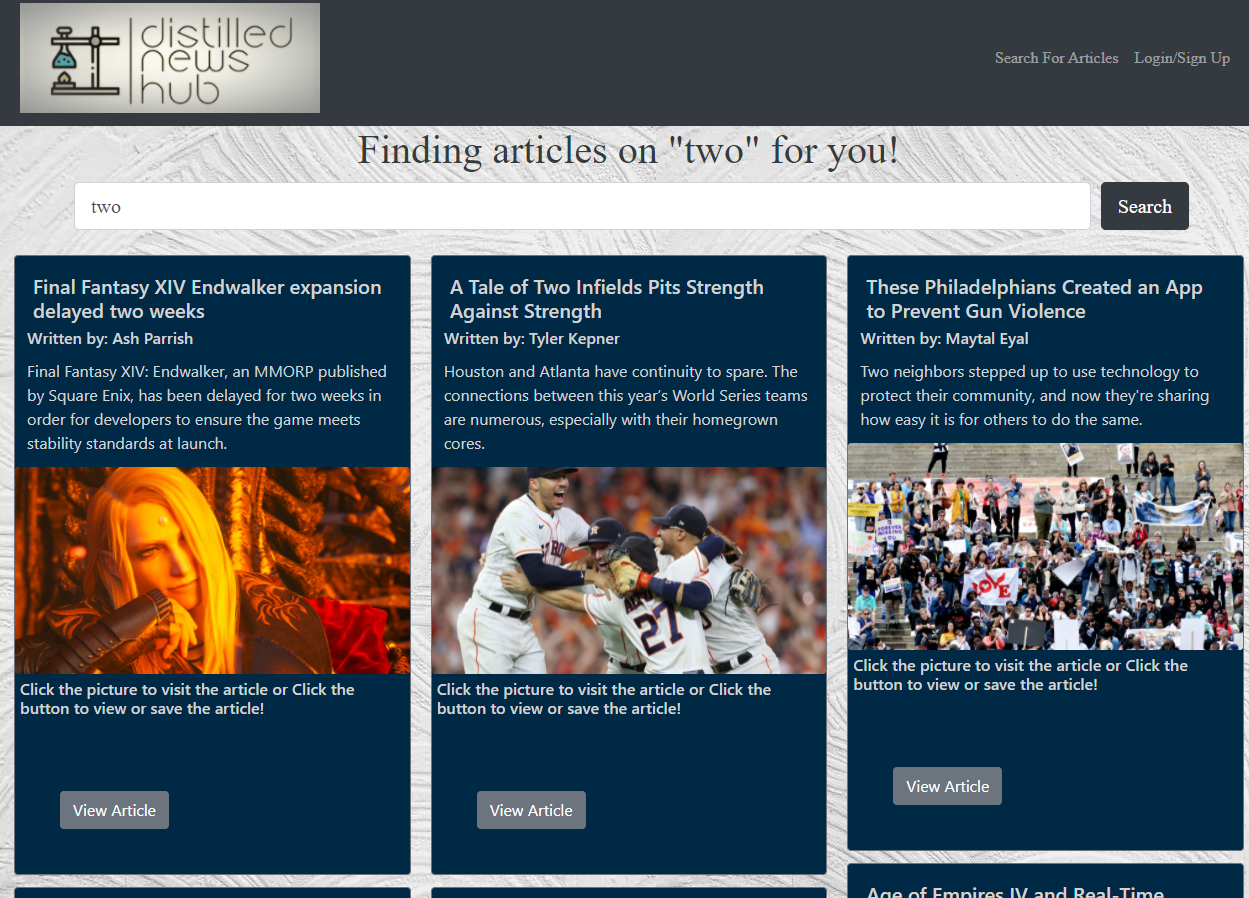 distilled
news
hub
Search For Articles Login/Sign Up
Finding articles on "two" for you!
two
Search
Final Fantasy XIV Endwalker expansion
delayed two weeks
Written by: Ash Parrish
Final Fantasy XIV: Endwalker, an MMORP published
by Square Enix, has been delayed for two weeks in
order for developers to ensure the game meets
stability standards at launch.
Click the picture to visit the article or Click the
button to view or save the article!
View Article
A Tale of Two Infields Pits Strength
Against Strength
Written by: Tyler Kepner
Houston and Atlanta have continuity to spare. The
connections between this year’s World Series teams
are numerous, especially with their homegrown
cores.
27
Click the picture to visit the article or Click the
button to view or save the article!
View Article
These Philadelphians Created an App
to Prevent Gun Violence
Written by: Maytal Eyal
Two neighbors stepped up to use technology to
protect their community, and now they're sharing
how easy it is for others to do the same.
FOREVER
MISSING
YOU
LOVE
Click the picture to visit the article or Click the
button to view or save the article!
View Article
Age of Empires IV and Real-Time